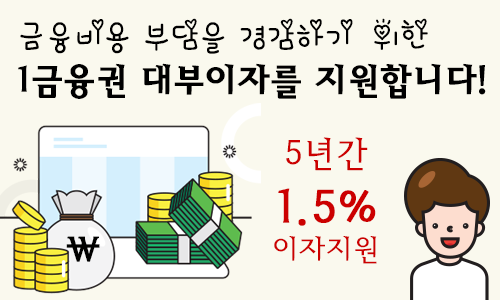 금융비용 부담을 경감하기 위한
1금융권 대부이자를 지원합니다!
5년간
1.5%
이자지원
₩